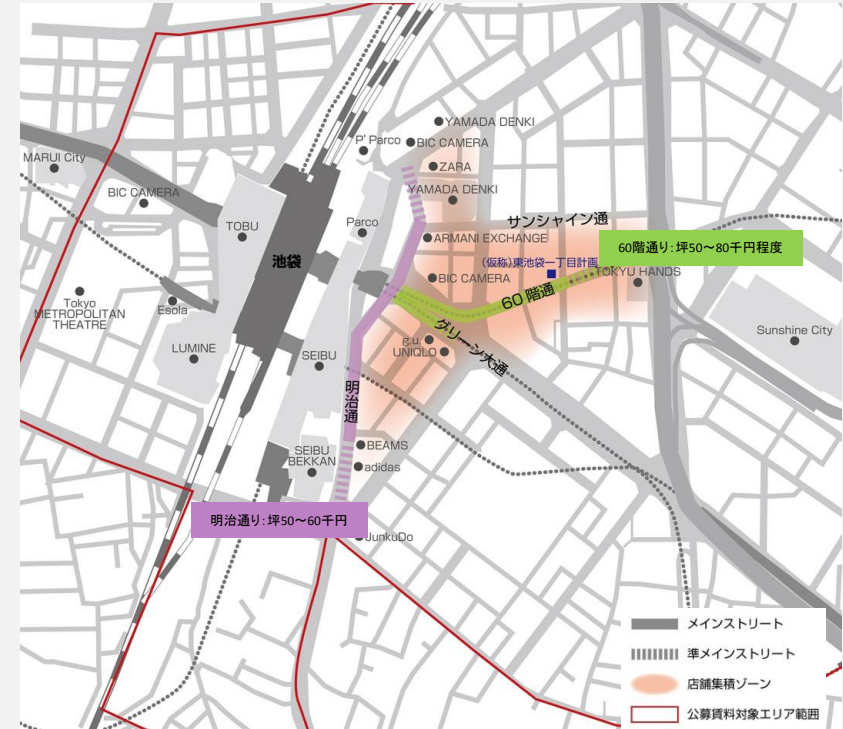 YAMADA DENKI
P' Parco
BIC CAMERA
MARUI City
ZARA
BIC CAMERA
YAMADA DENKI
TOBU
Parco
サンシャイン通
ARMANI EXCHANGE
60階通り:坪50～80千円程度
池袋
(仮称)東池袋一丁目計画
BIC CAMERA
TOKYU HANDS
60階通
Tokyo
METROPOLITAN
THEATRE
Esola
グリーン大通
Sunshine City
g.u.
UNIQLO
LUMINE
SEIBU
明治通
BEAMS
SEIBU
BEKKAN
adidas
明治通り:坪50～60千円
JunkuDo
メインストリート
準メインストリート
店舗集積ゾーン
公募賃料対象エリア範囲